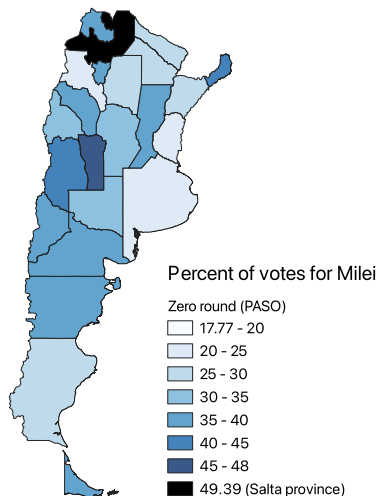 Percent of votes for Milei
Zero round (PASO)
17.77 - 20
20 - 25
25 - 30
30 - 35
35 - 40
40 - 45
45 - 48
49.39 (Salta province)